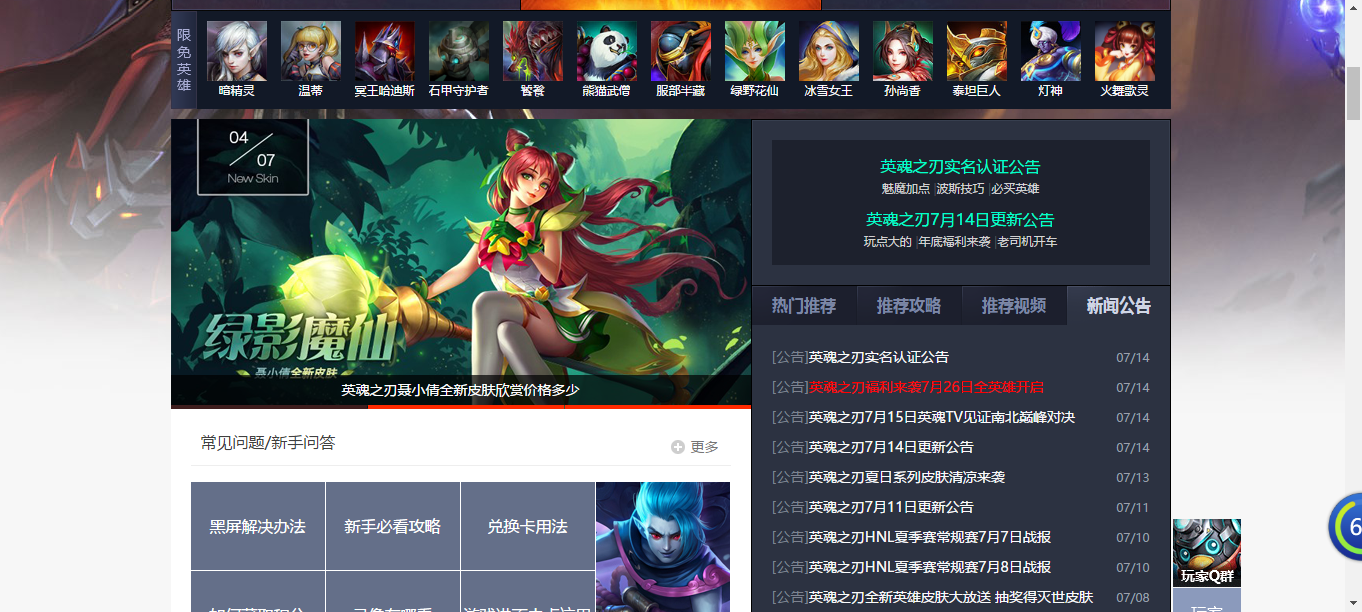 限
免
英
雄
暗精灵 温蒂 冥王哈迪斯 石甲守护者 饕餮 熊猫武僧 服部半藏 绿野花仙 冰雪女王 孙尚香 泰坦巨人 灯神 火舞歌灵
04
07
New Skin
绿影魔仙
聂小倩全新皮肤
英魂之刃聂小倩全新皮肤欣赏价格多少
英魂之刃实名认证公告
魅魔加点 |波斯技巧 |必买英雄
英魂之刃7月14日更新公告
玩点大的 |年底福利来袭 |老司机开车
热门推荐 推荐攻略 推荐视频 新闻公告
[公告]英魂之刃实名认证公告 07/14
[公告]英魂之刃福利来袭7月26日全英雄开启 07/14
[公告]英魂之刃7月15日英魂TV见证南北巅峰对决 07/14
[公告]英魂之刃7月14日更新公告 07/14
[公告]英魂之刃夏日系列皮肤清凉来袭 07/13
[公告]英魂之刃7月11日更新公告 07/11
[公告]英魂之刃HNL夏季赛常规赛7月7日战报 07/10
[公告]英魂之刃HNL夏季赛常规赛7月8日战报 07/10
[公告]英魂之刃全新英雄皮肤大放送 抽奖得灭世皮肤 07/08
常见问题/新手问答 更多
黑屏解决办法 新手必看攻略 兑换卡用法
玩家Q群
6